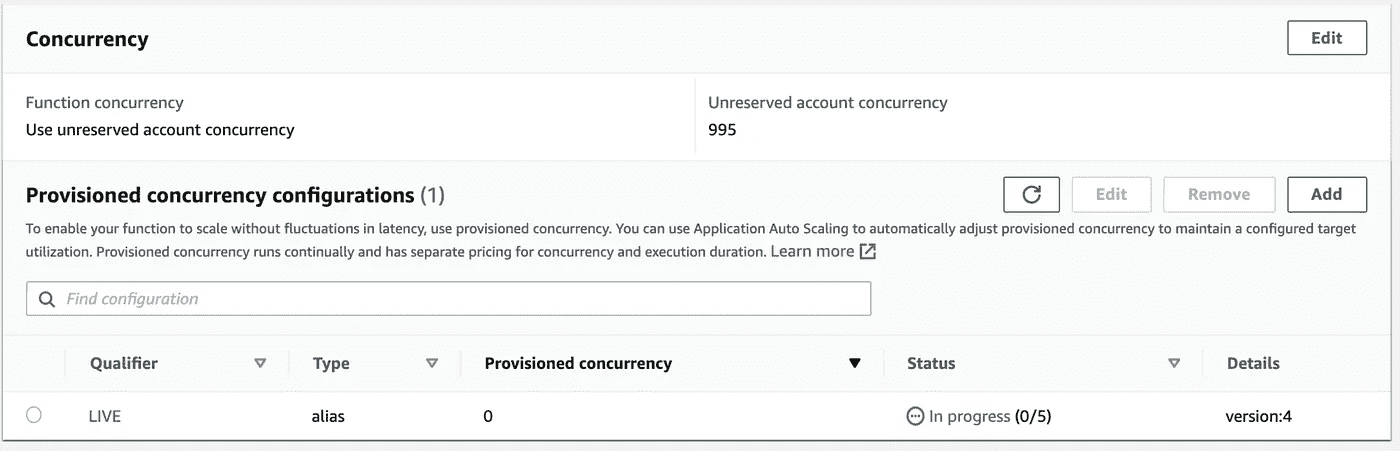 Concurrency
Edit
Function concurrency
Unreserved account concurrency
Use unreserved account concurrency
995
Provisioned concurrency configurations (1)
Edit
Remove
Add
To enable your function to scale without fluctuations in latency, use provisioned concurrency. You can use Application Auto Scaling to automatically adjust provisioned concurrency to maintain a configured target
utilization. Provisioned concurrency runs continually and has separate pricing for concurrency and execution duration. Learn more
Find configuration
Qualifier
Type
Provisioned concurrency
Status
Details
LIVE
alias
0
In progress (0/5)
version:4